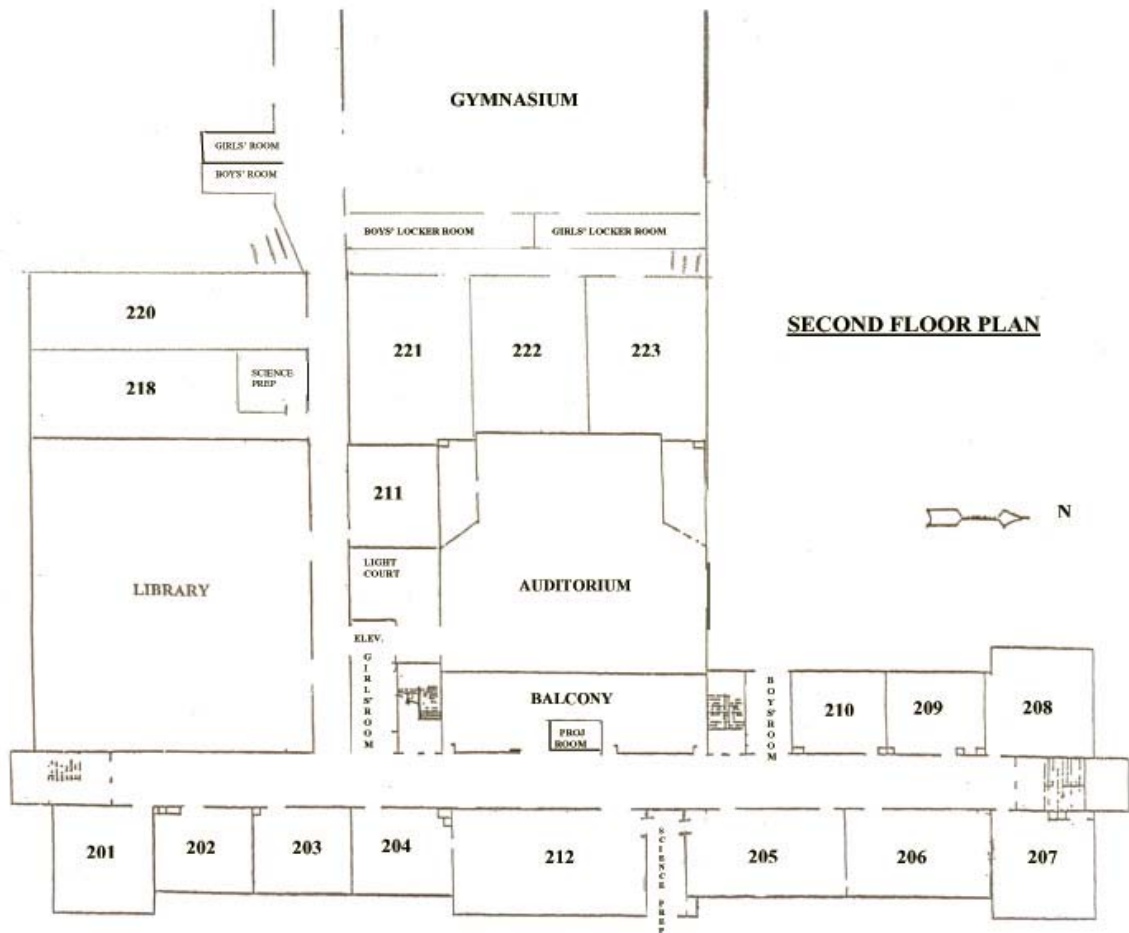 GYMNASIUM
GIRLS' ROOM
BOYS' ROOM
BOYS' LOCKER ROOM
GIRLS' LOCKER ROOM
220
221
222
223
SECOND FLOOR PLAN
218
SCIENCE
PREP
211
N
LIGHT
COURT
LIBRARY
AUDITORIUM
ELEV.
GIRLS'ROOM
BALCONY
PROJ
ROOM
BOYS'ROOM
210
209
208
201
202
203
204
212
SCIENCE PREP
205
206
207